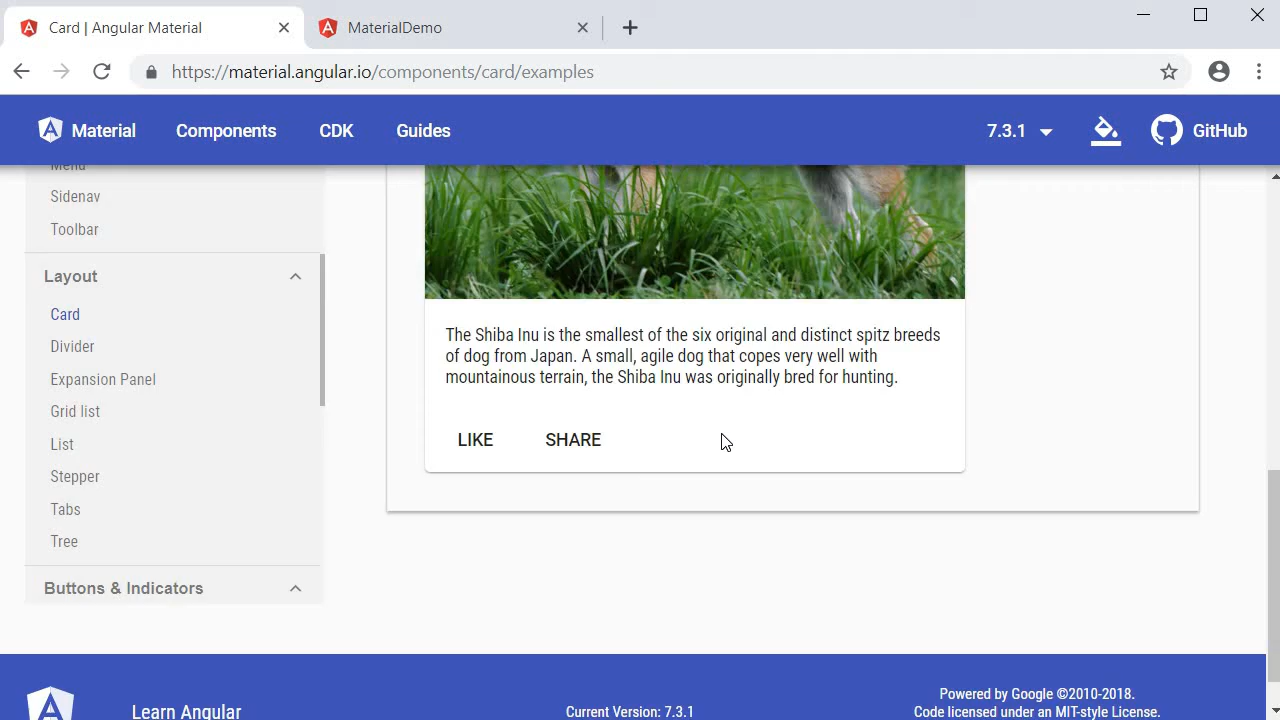 Card | Angular Material
MaterialDemo
https://material.angular.io/components/card/examples
Material
Components
CDK
Guides
7.3.1
GitHub
Menu
Sidenav
Toolbar
Layout
Card
Divider
Expansion Panel
Grid list
List
Stepper
Tabs
Tree
Buttons & Indicators
The Shiba Inu is the smallest of the six original and distinct spitz breeds
of dog from Japan. A small, agile dog that copes very well with
mountainous terrain, the Shiba Inu was originally bred for hunting.
LIKE
SHARE
Learn Angular
Current Version: 7.3.1
Powered by Google ©2010-2018.
Code licensed under an MIT-style License.